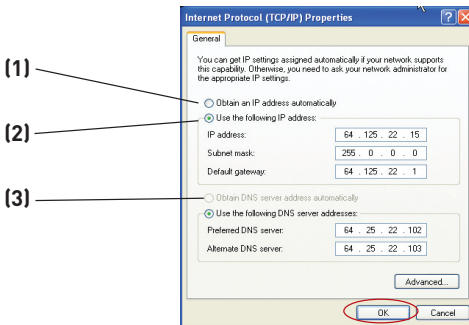 Internet Protocol (TCP/IP) Properties
General
You can get IP settings assigned automatically if your network supports
this capability. Otherwise, you need to ask your network administrator for
the appropriate IP settings.
(1)
Obtain an IP address automatically
(2)
Use the following IP address:
IP address: 64 . 125 . 22 . 15
Subnet mask: 255 . 0 . 0 . 0
Default gateway: 64 . 125 . 22 . 1
(3)
Obtain DNS server address automatically
Use the following DNS server addresses:
Preferred DNS server: 64 . 25 . 22 . 102
Alternate DNS server: 64 . 25 . 22 . 103
Advanced...
OK Cancel